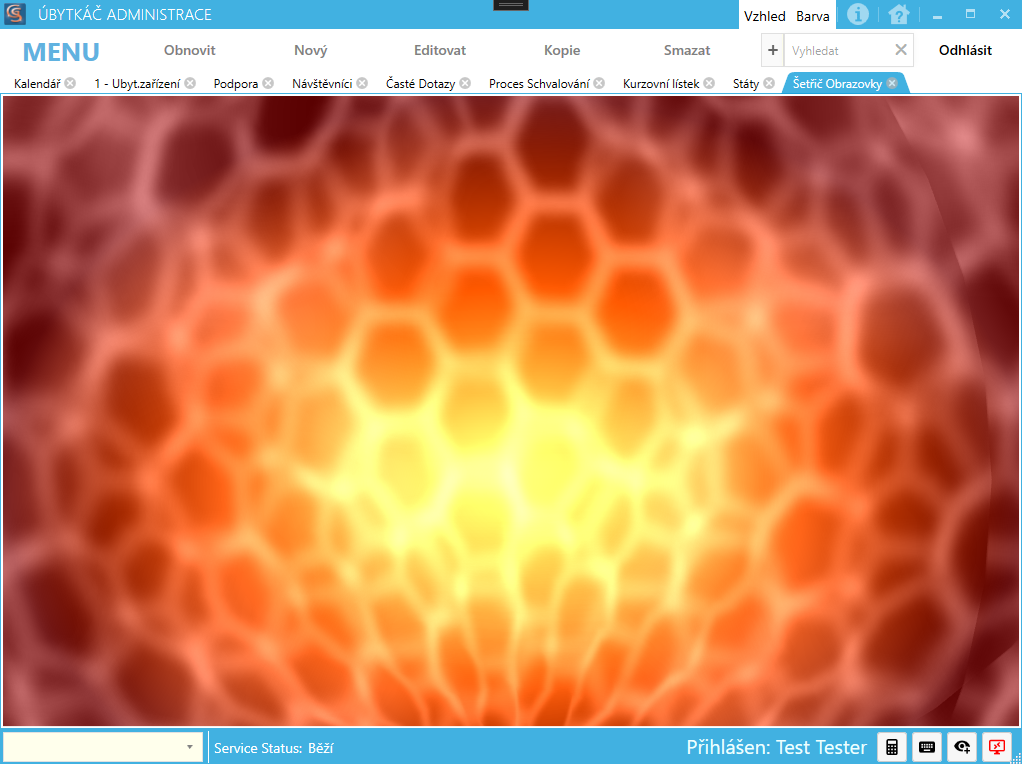 ÚBYTKÁČ ADMINISTRACE Vzhled Barva
MENU Obnovit Nový Editovat Kopie Smazat + Vyhledat Odhlásit
Kalendář 1 - Ubyt.zařízení Podpora Návštěvníci Časté Dotazy Proces Schvalování Kurzovní lístek Státy Šetřič Obrazovky
Service Status: Běží Přihlášen: Test Tester